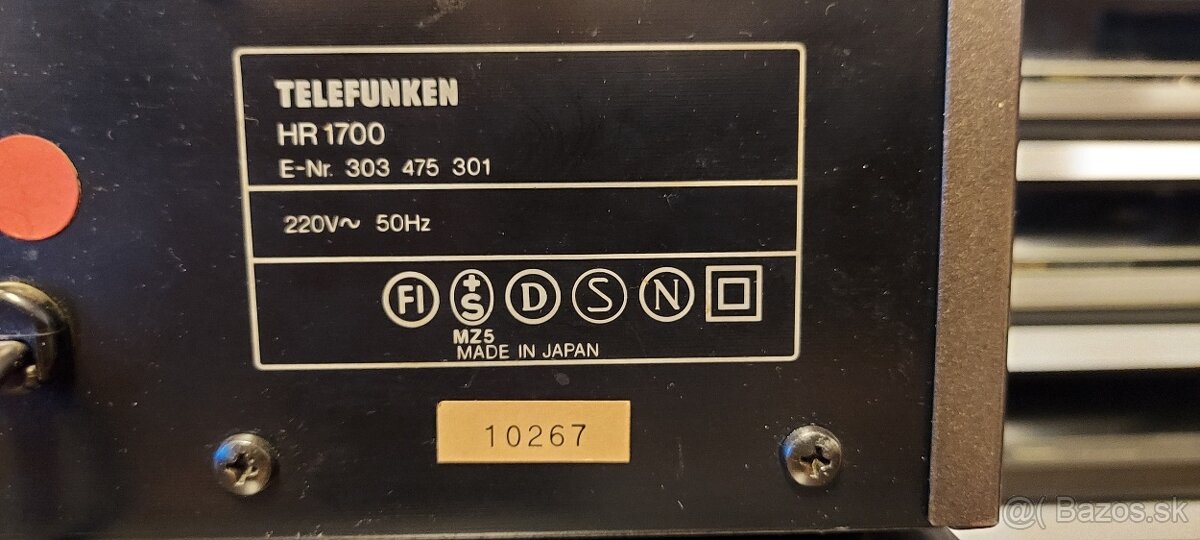 TELEFUNKEN
HR 1700
E-Nr. 303 475 301
220V~ 50Hz
FI +S D S N
MZ5
MADE IN JAPAN
10267
@( Bazos.sk